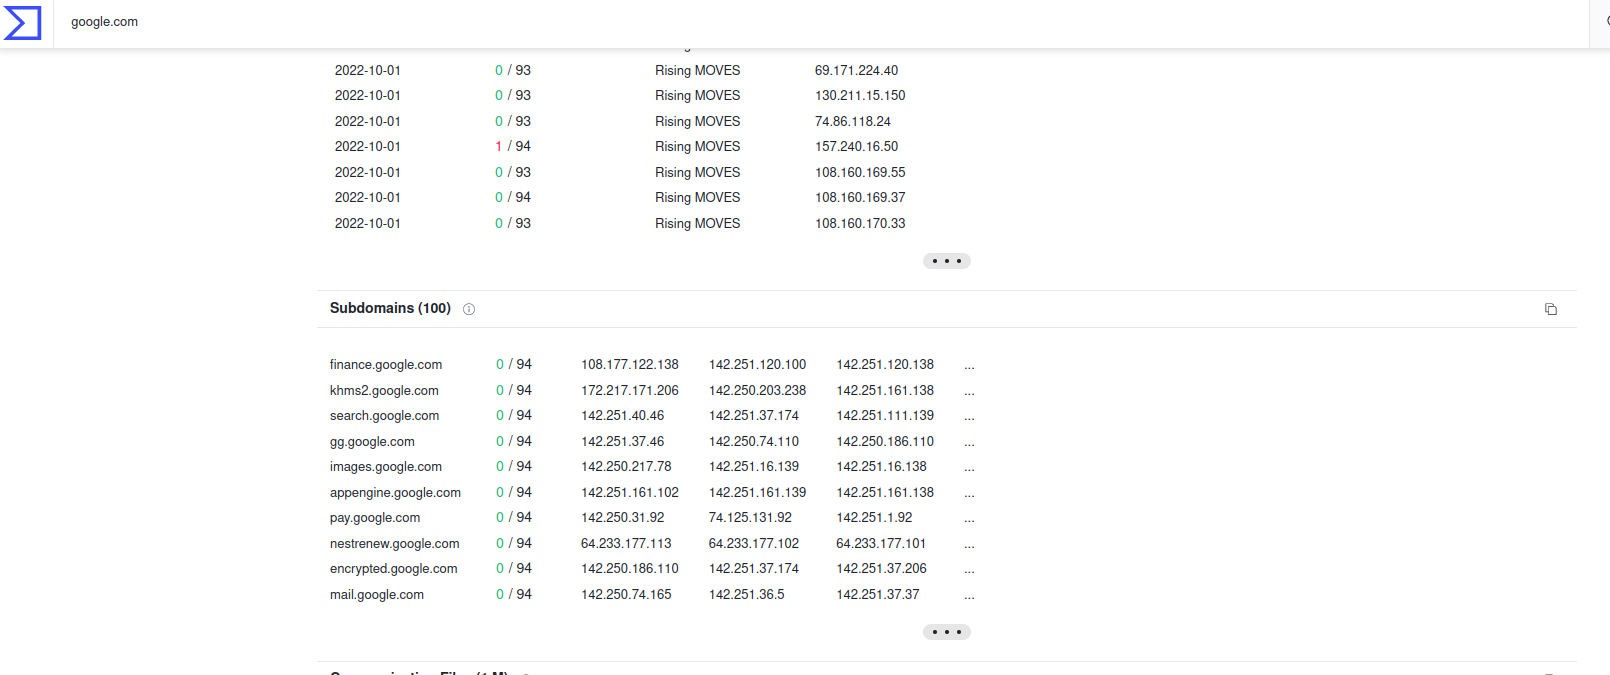 google.com
2022-10-01 0 / 93 Rising MOVES 69.171.224.40
2022-10-01 0 / 93 Rising MOVES 130.211.15.150
2022-10-01 0 / 93 Rising MOVES 74.86.118.24
2022-10-01 1 / 94 Rising MOVES 157.240.16.50
2022-10-01 0 / 93 Rising MOVES 108.160.169.55
2022-10-01 0 / 94 Rising MOVES 108.160.169.37
2022-10-01 0 / 93 Rising MOVES 108.160.170.33
Subdomains (100)
finance.google.com 0 / 94 108.177.122.138 142.251.120.100 142.251.120.138 ...
khms2.google.com 0 / 94 172.217.171.206 142.250.203.238 142.251.161.138 ...
search.google.com 0 / 94 142.251.40.46 142.251.37.174 142.251.111.139 ...
gg.google.com 0 / 94 142.251.37.46 142.250.74.110 142.250.186.110 ...
images.google.com 0 / 94 142.250.217.78 142.251.16.139 142.251.16.138 ...
appengine.google.com 0 / 94 142.251.161.102 142.251.161.139 142.251.161.138 ...
pay.google.com 0 / 94 142.250.31.92 74.125.131.92 142.251.1.92 ...
nestrenew.google.com 0 / 94 64.233.177.113 64.233.177.102 64.233.177.101 ...
encrypted.google.com 0 / 94 142.250.186.110 142.251.37.174 142.251.37.206 ...
mail.google.com 0 / 94 142.250.74.165 142.251.36.5 142.251.37.37 ...